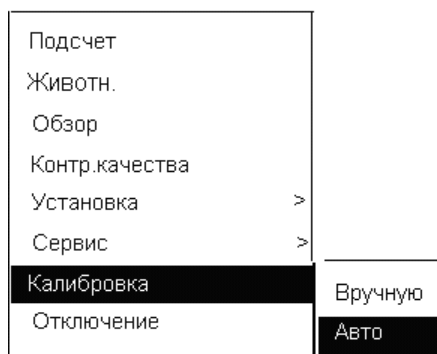 Подсчет
Животн.
Обзор
Контр.качества
Установка >
Сервис >
Калибровка
Вручную
Отключение
Авто